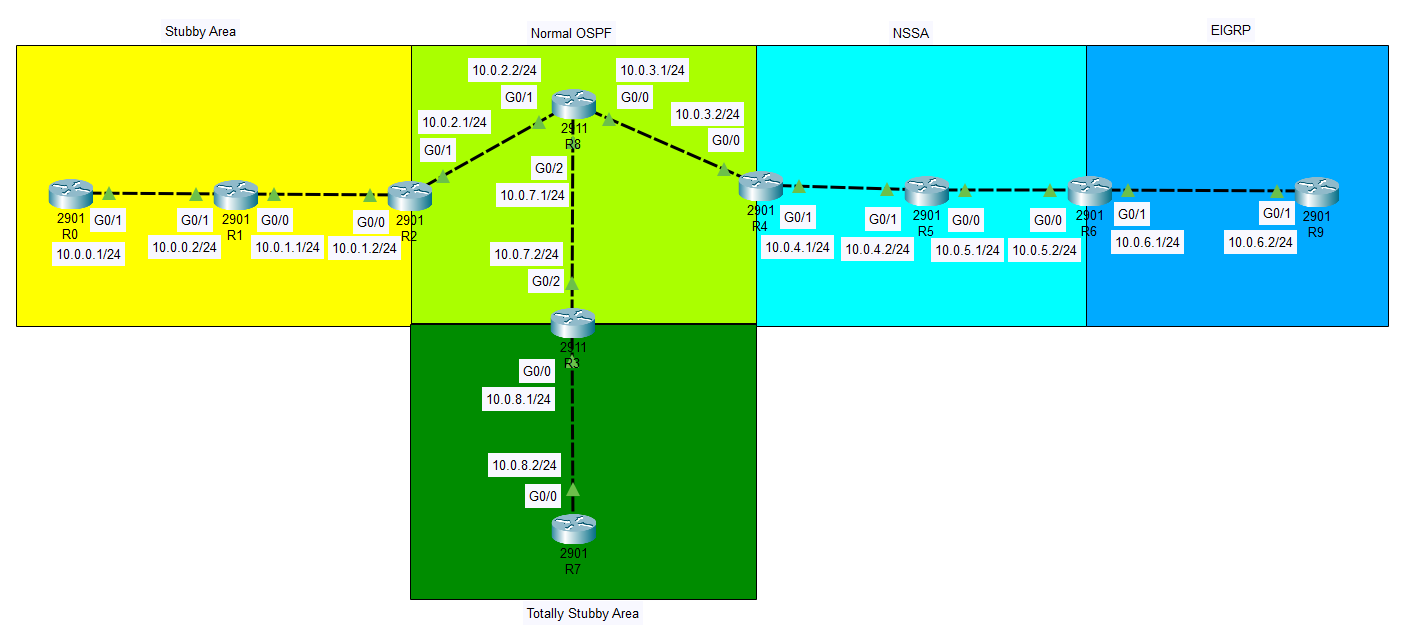 Stubby Area
Normal OSPF
NSSA
EIGRP
10.0.2.2/24
10.0.3.1/24
G0/1
G0/0
10.0.2.1/24
10.0.3.2/24
G0/1
G0/0
2911
R8
G0/2
10.0.7.1/24
2901
R0
G0/1
10.0.0.1/24
G0/1
10.0.0.2/24
2901
R1
G0/0
10.0.1.1/24
G0/0
10.0.1.2/24
2901
R2
2901
R4
G0/1
10.0.4.1/24
G0/1
10.0.4.2/24
2901
R5
G0/0
10.0.5.1/24
G0/0
10.0.5.2/24
2901
R6
G0/1
10.0.6.1/24
G0/1
10.0.6.2/24
2901
R9
10.0.7.2/24
G0/2
2911
R3
G0/0
10.0.8.1/24
10.0.8.2/24
G0/0
2901
R7
Totally Stubby Area